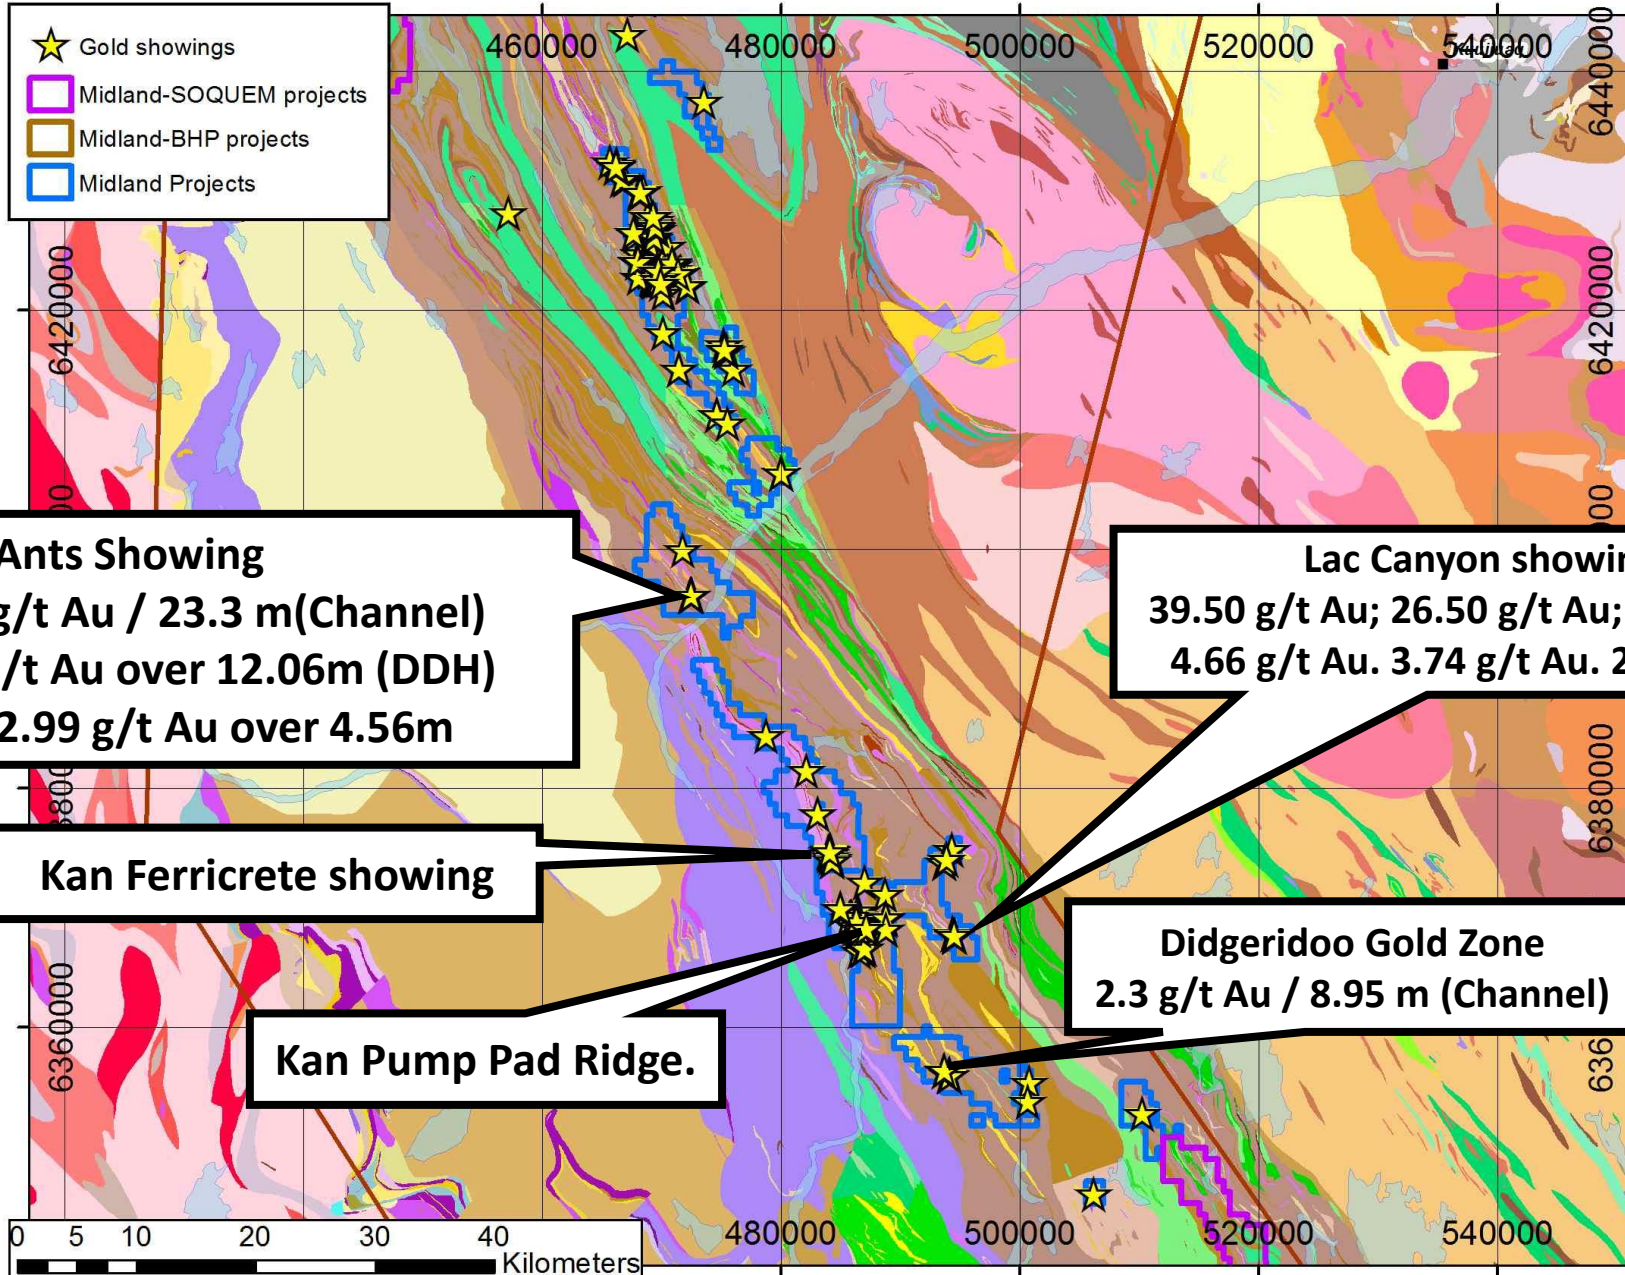 Gold showings
Midland-SOQUEM projects
Midland-BHP projects
Midland Projects
460000
480000
500000
520000
540000
6440000
6440000
6420000
6420000
00
00
Ants Showing
g/t Au / 23.3 m(Channel)
/t Au over 12.06m (DDH)
2.99 g/t Au over 4.56m
Lac Canyon showin
39.50 g/t Au; 26.50 g/t Au;
4.66 g/t Au. 3.74 g/t Au. 2
6380000
Kan Ferricrete showing
Didgeridoo Gold Zone
2.3 g/t Au / 8.95 m (Channel)
Kan Pump Pad Ridge.
6360000
636
480000
500000
520000
540000
0 5 10 20 30 40
Kilometers